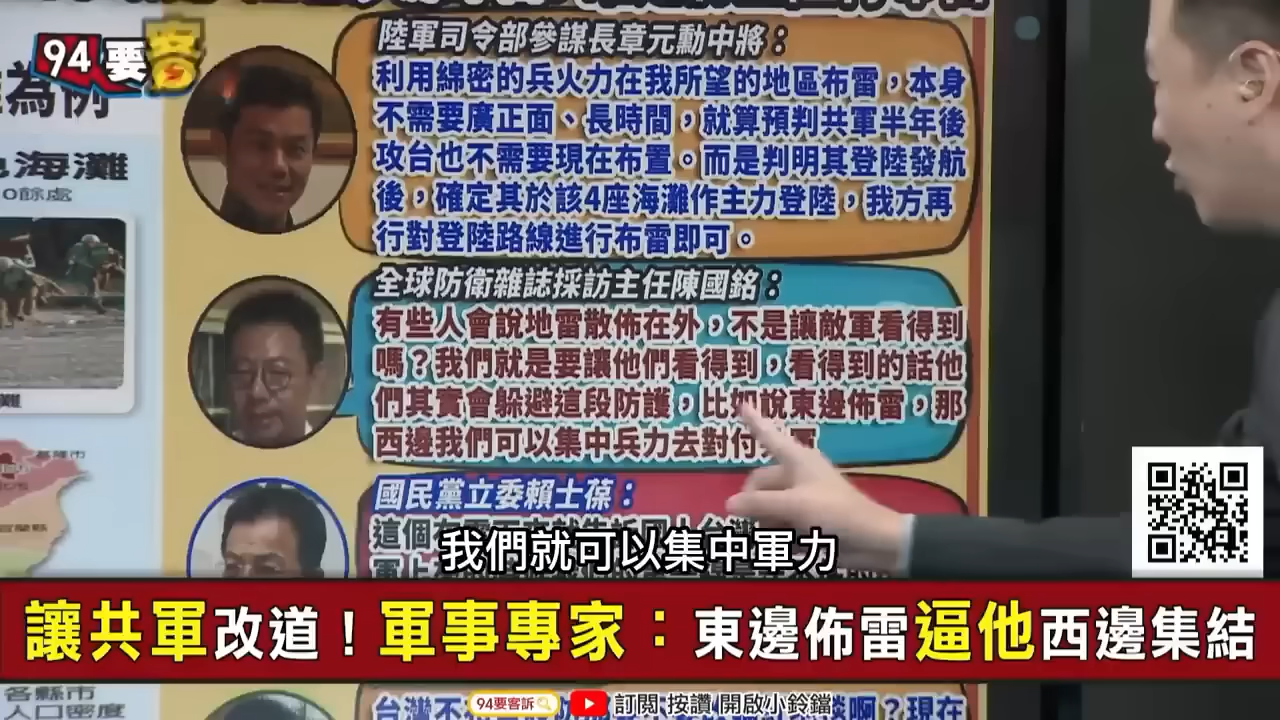 94要客
為例
海灘
0餘處
灘
基隆市
宜蘭縣
各縣市
人口密度
陸軍司令部參謀長章元勳中將：
利用綿密的兵火力在我所望的地區布雷，本身
不需要廣正面、長時間，就算預判共軍半年後
攻台也不需要現在布置。而是判明其登陸發航
後，確定其於該4座海灘作主力登陸，我方再
行對登陸路線進行布雷即可。
全球防衛雜誌採訪主任陳國銘：
有些人會說地雷散佈在外，不是讓敵軍看得到
嗎？我們就是要讓他們看得到，看得到的話他
們其實會躲避這段防護，比如說東邊佈雷，那
西邊我們可以集中兵力去對付
國民黨立委賴士葆：
這個
我們就可以集中軍力
讓共軍改道！軍事專家：東邊佈雷逼他西邊集結
台灣不
啊？現在
94要客訴
訂閱 按讚 開啟小鈴鐺